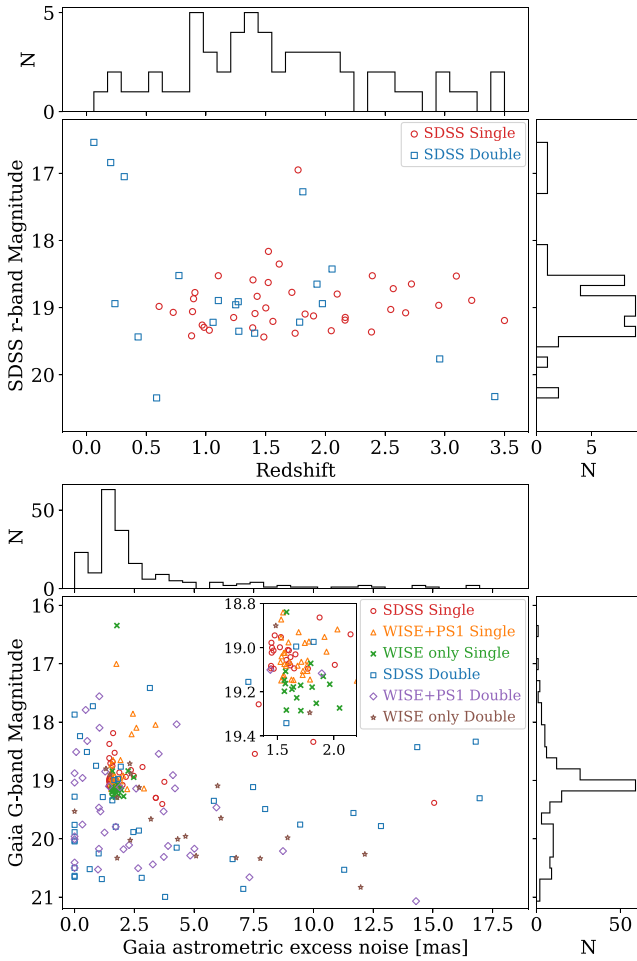 5
0
N
SDSS Single
SDSS Double
17
18
19
20
SDSS r-band Magnitude
0.0 0.5 1.0 1.5 2.0 2.5 3.0 3.5
Redshift
0 5
N
50
0
N
SDSS Single
WISE+PS1 Single
WISE only Single
SDSS Double
WISE+PS1 Double
WISE only Double
18.8
19.0
19.2
19.4
1.5 2.0
16
17
18
19
20
21
Gaia G-band Magnitude
0.0 2.5 5.0 7.5 10.0 12.5 15.0 17.5
Gaia astrometric excess noise [mas]
0 50
N